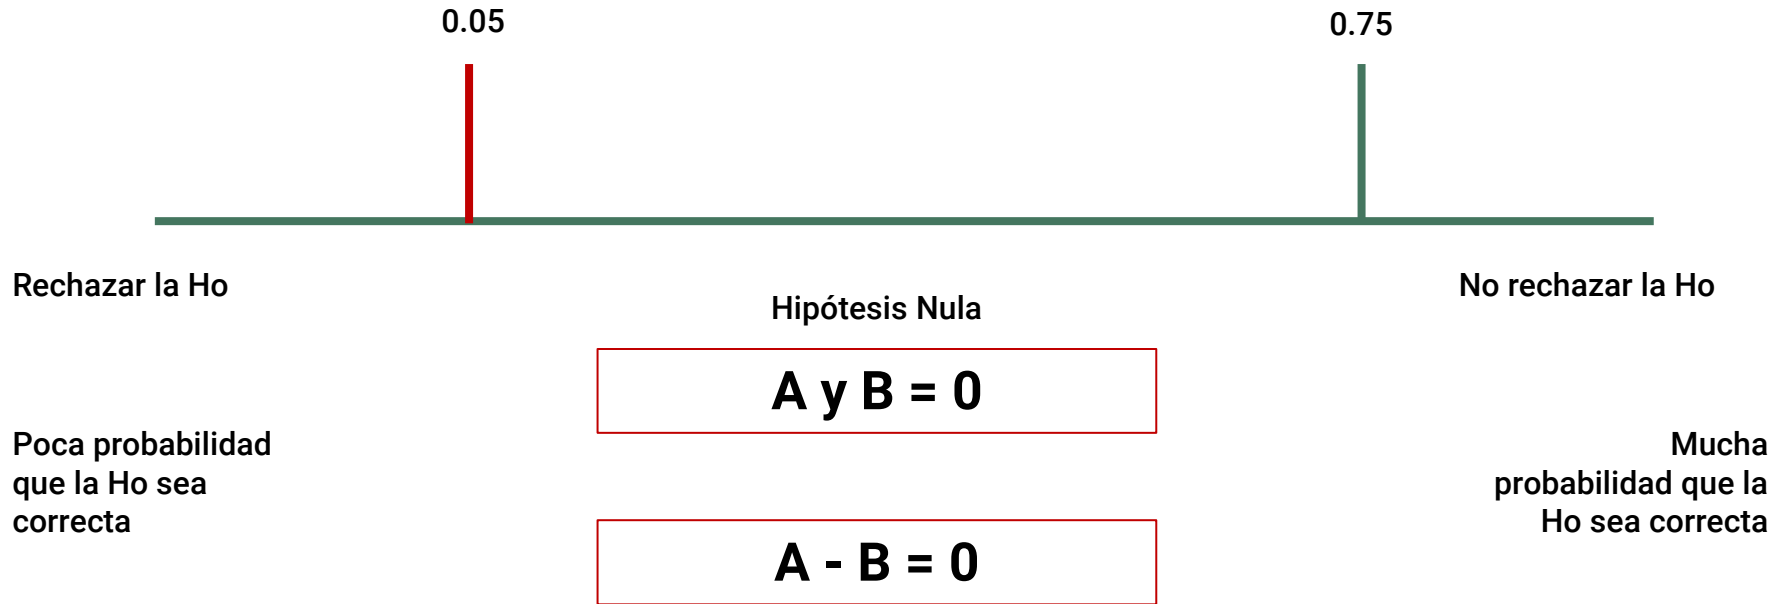 0.05
0.75
Rechazar la Ho
No rechazar la Ho
Hipótesis Nula
A y B = 0
Poca probabilidad
que la Ho sea
correcta
Mucha
probabilidad que la
Ho sea correcta
A - B = 0